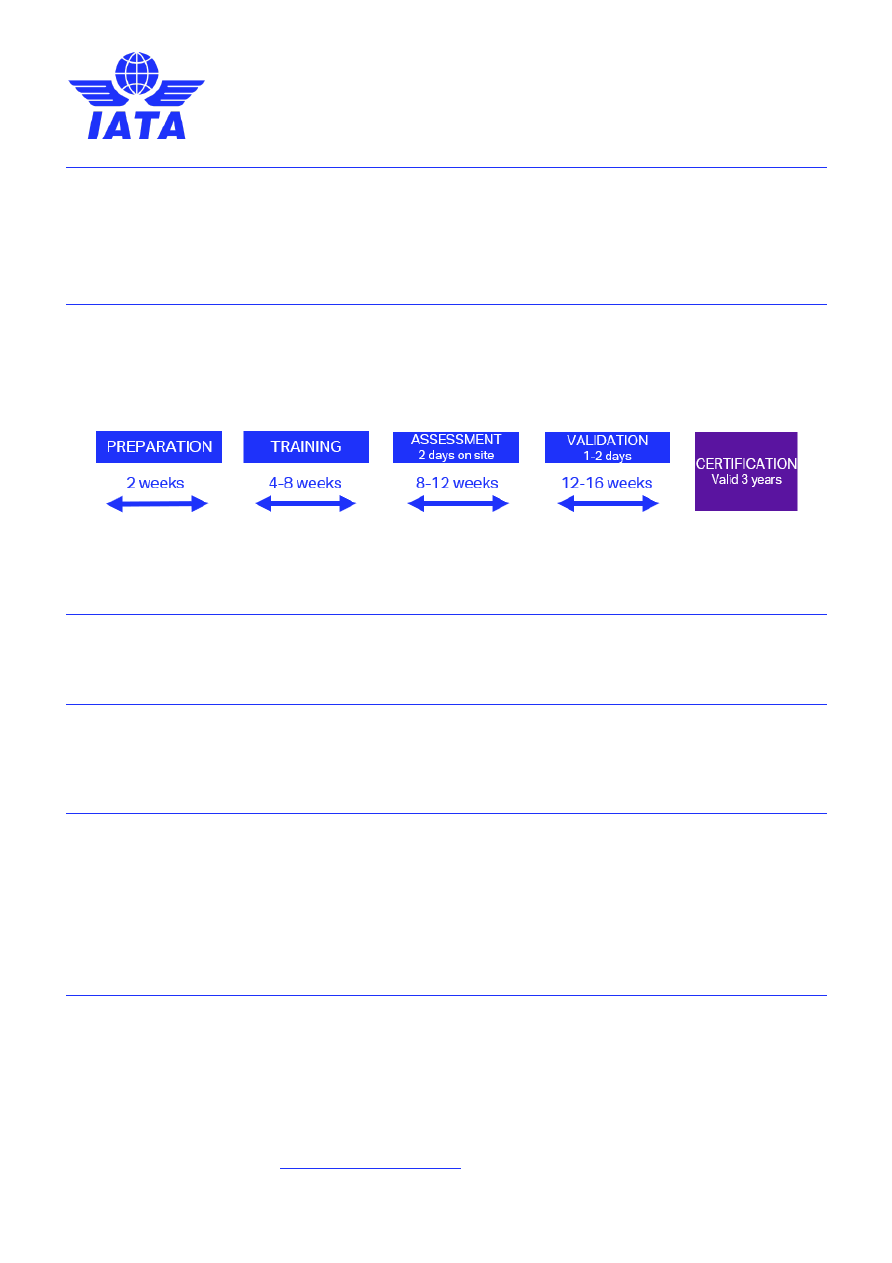 IATA
PREPARATION
2 weeks
TRAINING
4-8 weeks
ASSESSMENT
2 days on site
8-12 weeks
VALIDATION
1-2 days
12-16 weeks
CERTIFICATION
Valid 3 years